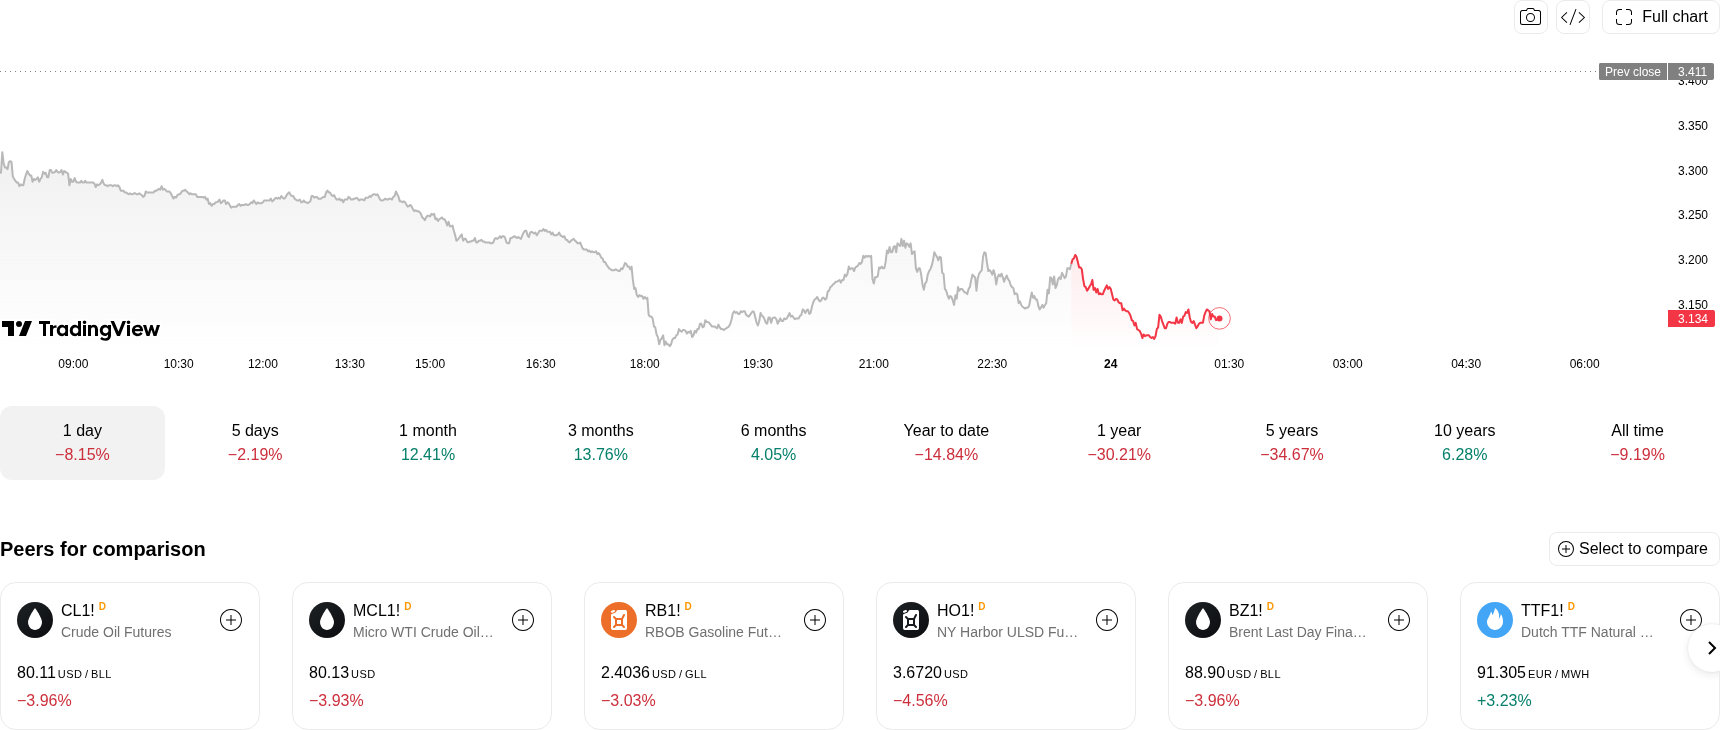 Full chart
Prev close 3.411
3.400
3.350
3.300
3.250
3.200
3.150
3.134
TradingView
09:00 10:30 12:00 13:30 15:00 16:30 18:00 19:30 21:00 22:30 24 01:30 03:00 04:30 06:00
1 day 5 days 1 month 3 months 6 months Year to date 1 year 5 years 10 years All time
−8.15% −2.19% 12.41% 13.76% 4.05% −14.84% −30.21% −34.67% 6.28% −9.19%
Peers for comparison
Select to compare
CL1! D
Crude Oil Futures
80.11 USD / BLL
−3.96%
MCL1! D
Micro WTI Crude Oil…
80.13 USD
−3.93%
RB1! D
RBOB Gasoline Fut…
2.4036 USD / GLL
−3.03%
HO1! D
NY Harbor ULSD Fu…
3.6720 USD
−4.56%
BZ1! D
Brent Last Day Fina…
88.90 USD / BLL
−3.96%
TTF1! D
Dutch TTF Natural …
91.305 EUR / MWH
+3.23%